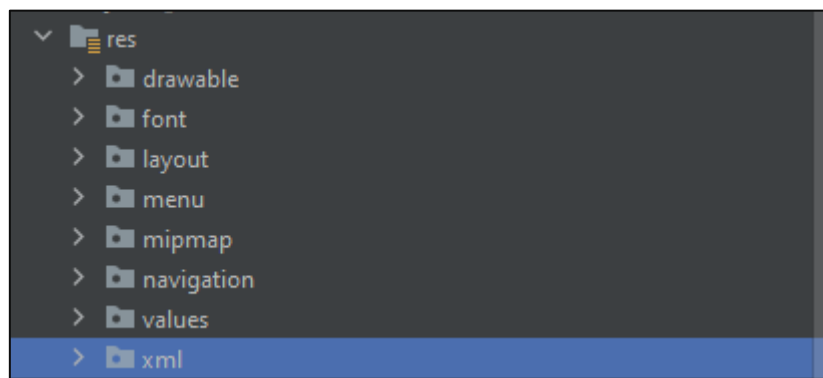 res
drawable
font
layout
menu
mipmap
navigation
values
xml